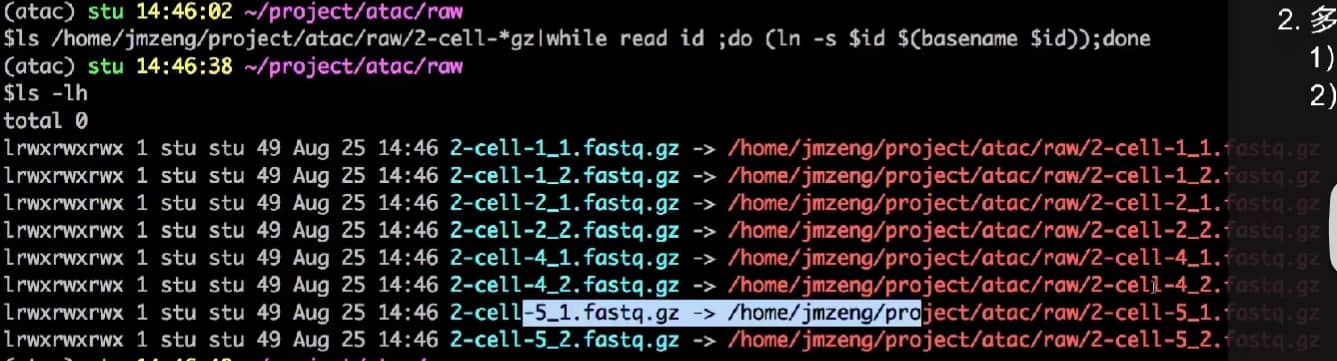 (atac) stu 14:46:02 ~/project/atac/raw
$ls /home/jmzeng/project/atac/raw/2-cell-*gz|while read id ;do (ln -s $id $(basename $id));done
(atac) stu 14:46:38 ~/project/atac/raw
$ls -lh
total 0
lrwxrwxrwx 1 stu stu 49 Aug 25 14:46 2-cell-1_1.fastq.gz -> /home/jmzeng/project/atac/raw/2-cell-1_1.fastq.gz
lrwxrwxrwx 1 stu stu 49 Aug 25 14:46 2-cell-1_2.fastq.gz -> /home/jmzeng/project/atac/raw/2-cell-1_2.fastq.gz
lrwxrwxrwx 1 stu stu 49 Aug 25 14:46 2-cell-2_1.fastq.gz -> /home/jmzeng/project/atac/raw/2-cell-2_1.fastq.gz
lrwxrwxrwx 1 stu stu 49 Aug 25 14:46 2-cell-2_2.fastq.gz -> /home/jmzeng/project/atac/raw/2-cell-2_2.fastq.gz
lrwxrwxrwx 1 stu stu 49 Aug 25 14:46 2-cell-4_1.fastq.gz -> /home/jmzeng/project/atac/raw/2-cell-4_1.fastq.gz
lrwxrwxrwx 1 stu stu 49 Aug 25 14:46 2-cell-4_2.fastq.gz -> /home/jmzeng/project/atac/raw/2-cell-4_2.fastq.gz
lrwxrwxrwx 1 stu stu 49 Aug 25 14:46 2-cell-5_1.fastq.gz -> /home/jmzeng/project/atac/raw/2-cell-5_1.fastq.gz
lrwxrwxrwx 1 stu stu 49 Aug 25 14:46 2-cell-5_2.fastq.gz -> /home/jmzeng/project/atac/raw/2-cell-5_2.fastq.gz
2. 多
1)
2)